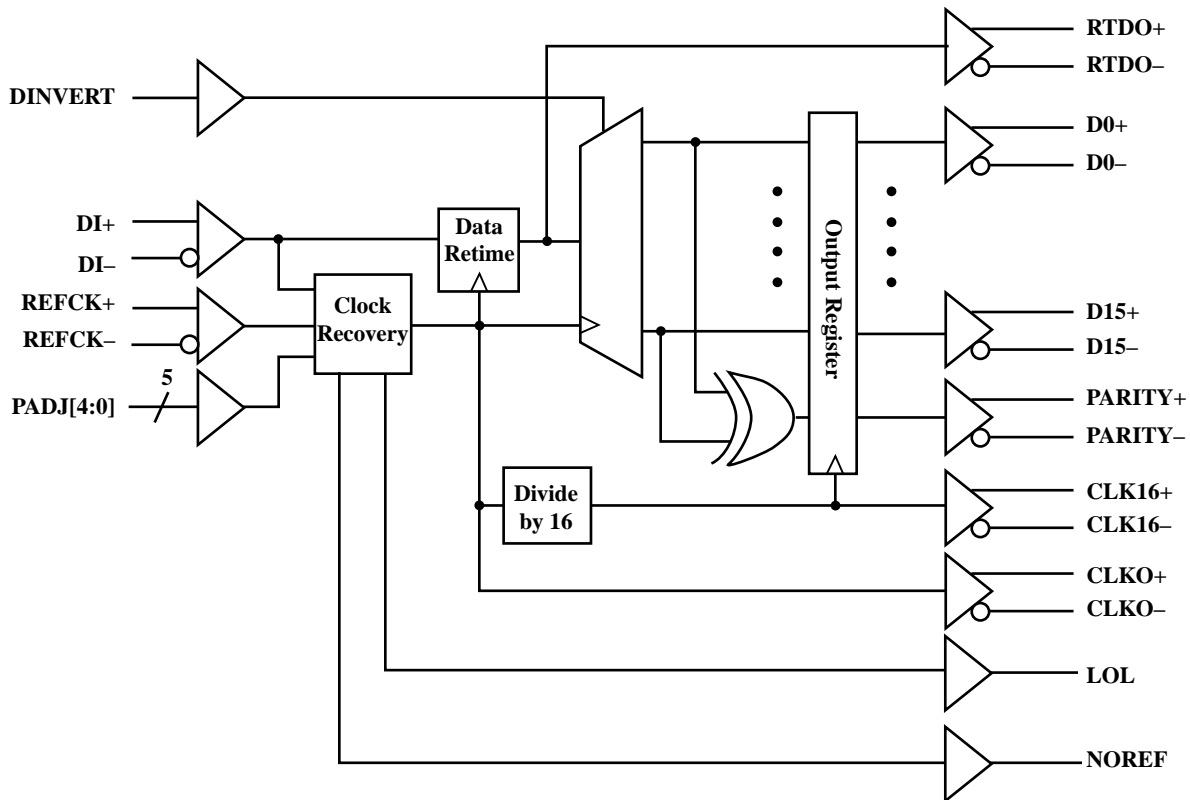 RTDO+
RTDO–
DINVERT
D0+
D0–
DI+
DI–
Data
Retime
Output Register
REFCK+
REFCK–
Clock
Recovery
D15+
D15–
5
PADJ[4:0]
PARITY+
PARITY–
Divide
by 16
CLK16+
CLK16–
CLKO+
CLKO–
LOL
NOREF